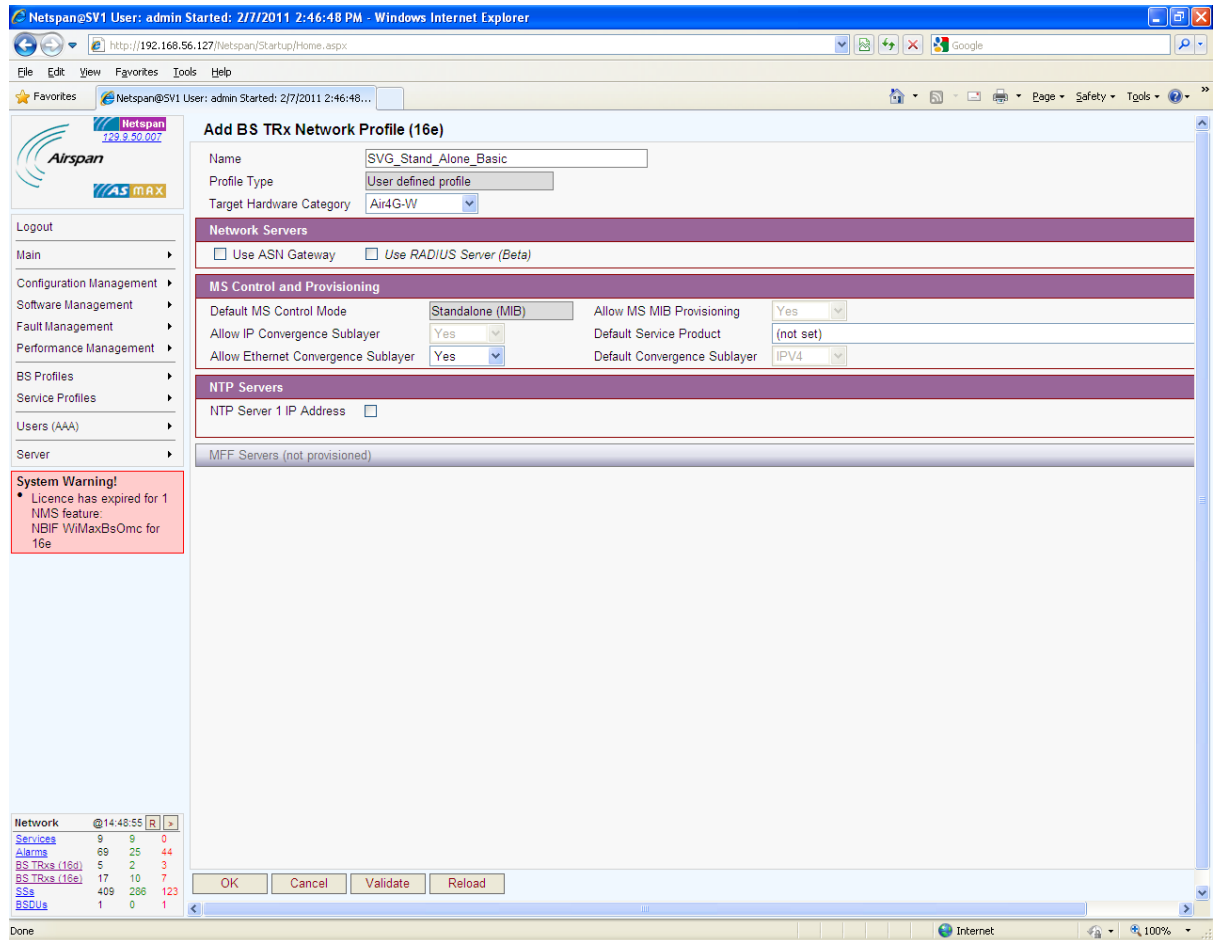 Netspan@SV1 User: admin Started: 2/7/2011 2:46:48 PM - Windows Internet Explorer
http://192.168.56.127/Netspan/Startup/Home.aspx
Google
File Edit View Favorites Tools Help
Favorites
Netspan@SV1 User: admin Started: 2/7/2011 2:46:48...
Page Safety Tools
Netspan
129.9.50.007
Airspan
AS MAX
Logout
Main
Configuration Management
Software Management
Fault Management
Performance Management
BS Profiles
Service Profiles
Users (AAA)
Server
System Warning!
• Licence has expired for 1
NMS feature:
NBIF WiMaxBsOmc for
16e
Network @14:48:55 R »
Services 9 9 0
Alarms 69 25 44
BS TRxs (16d) 5 2 3
BS TRxs (16e) 17 10 7
SSs 409 286 123
BSDUs 1 0 1
Add BS TRx Network Profile (16e)
Name SVG_Stand_Alone_Basic
Profile Type User defined profile
Target Hardware Category Air4G-W
Network Servers
Use ASN Gateway Use RADIUS Server (Beta)
MS Control and Provisioning
Default MS Control Mode Standalone (MIB) Allow MS MIB Provisioning Yes
Allow IP Convergence Sublayer Yes Default Service Product (not set)
Allow Ethernet Convergence Sublayer Yes Default Convergence Sublayer IPV4
NTP Servers
NTP Server 1 IP Address
MFF Servers (not provisioned)
OK Cancel Validate Reload
Done Internet 100%